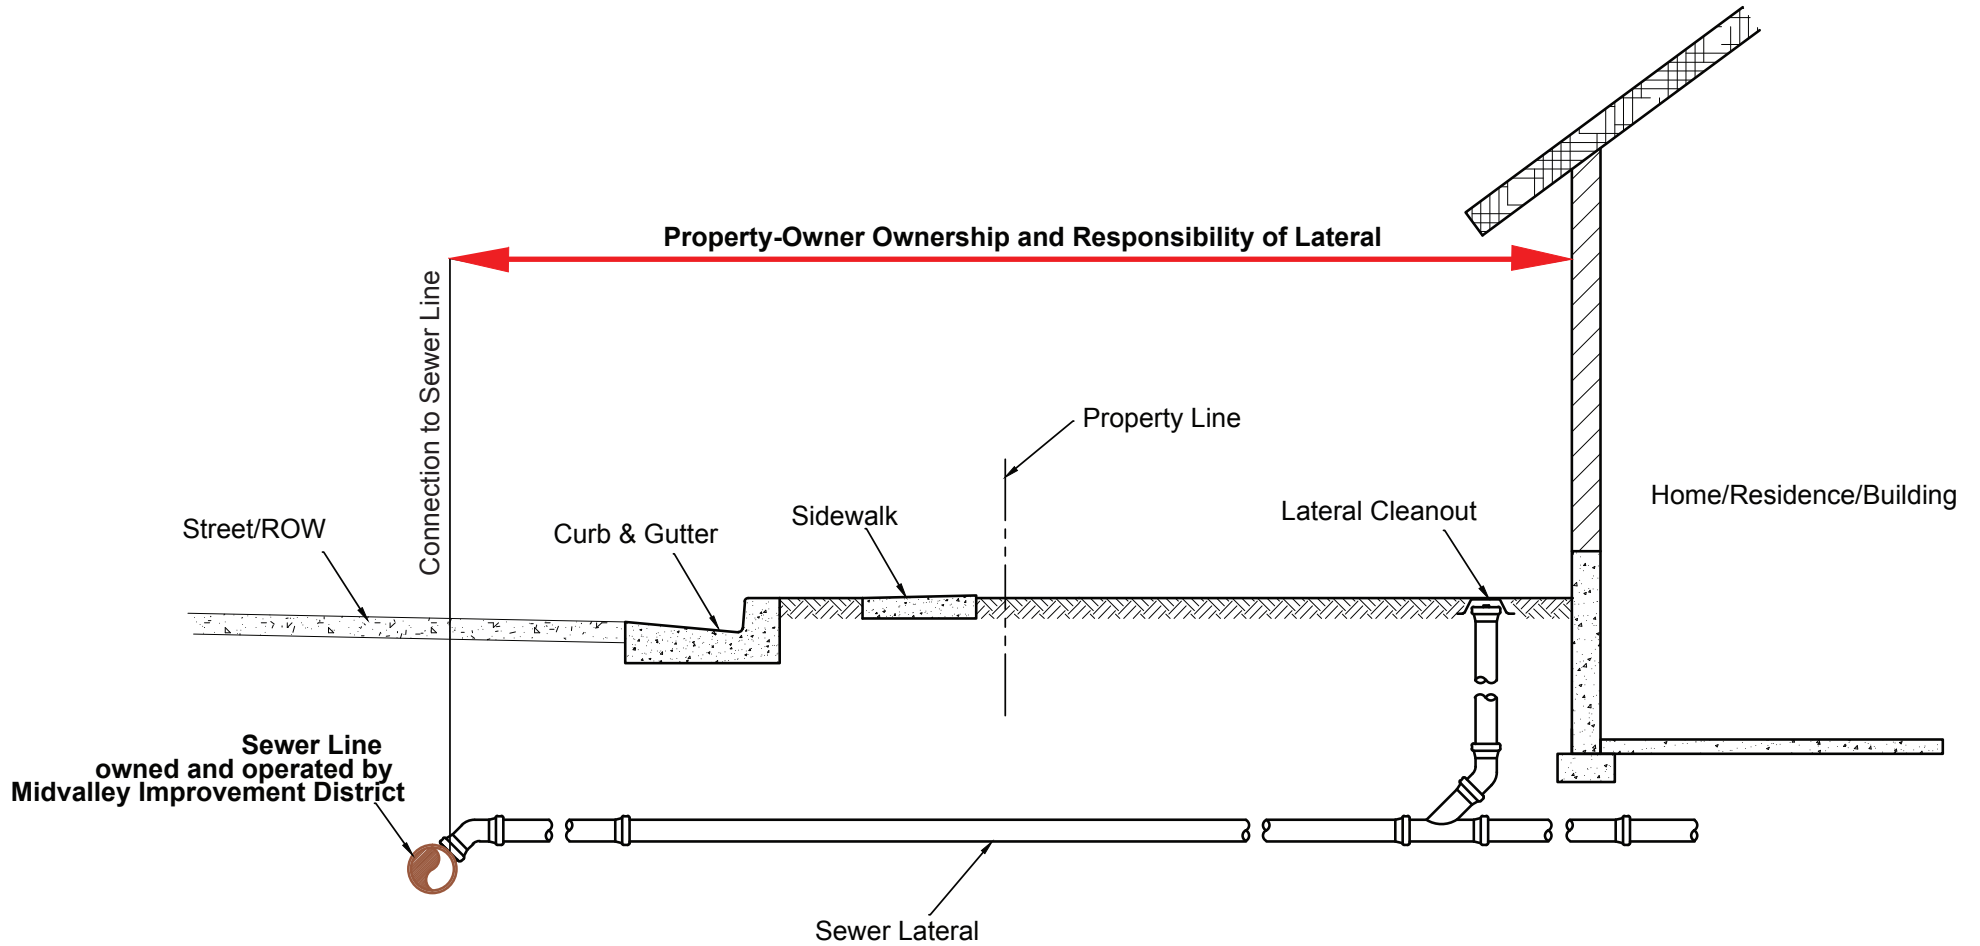 Property-Owner Ownership and Responsibility of Lateral
Connection to Sewer Line
Property Line
Home/Residence/Building
Lateral Cleanout
Sidewalk
Street/ROW
Curb & Gutter
Sewer Line
owned and operated by
Midvalley Improvement District
Sewer Lateral